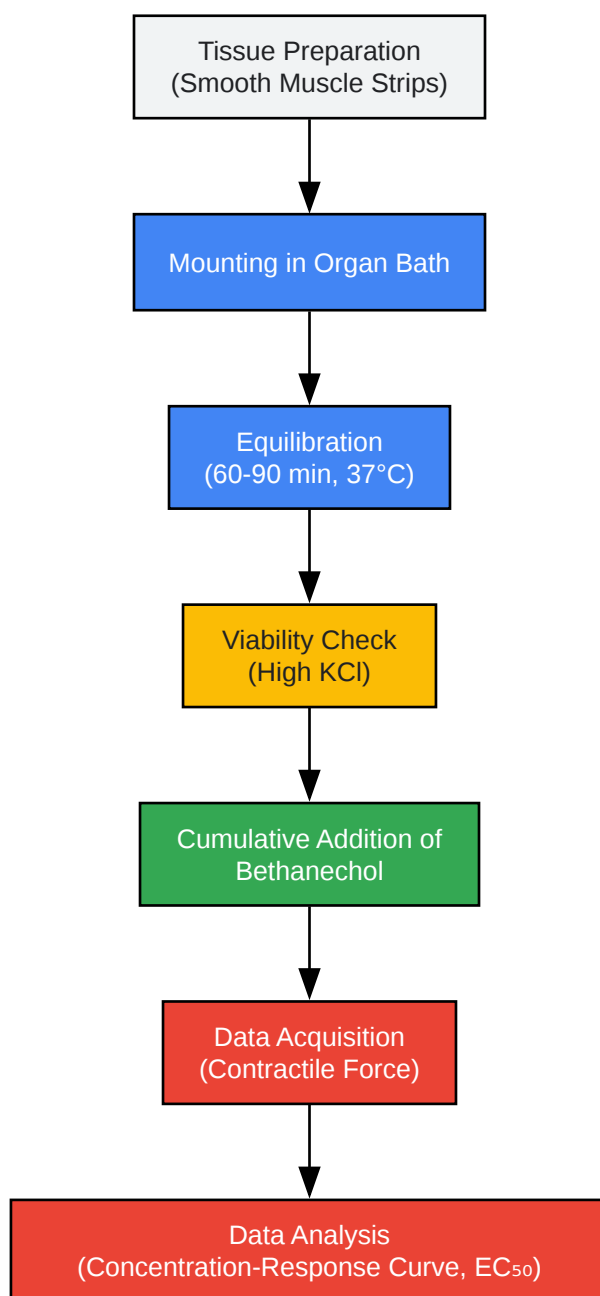 Tissue Preparation
(Smooth Muscle Strips)
Mounting in Organ Bath
Equilibration
(60-90 min, 37°C)
Viability Check
(High KCl)
Cumulative Addition of
Bethanechol
Data Acquisition
(Contractile Force)
Data Analysis
(Concentration-Response Curve, EC₅₀)